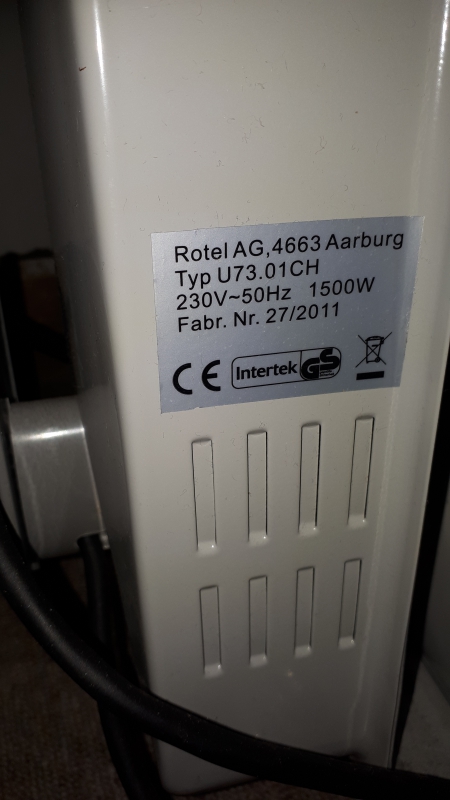 Rotel AG,4663 Aarburg
Typ U73.01CH
230V~50Hz 1500W
Fabr. Nr. 27/2011
CE Intertek GS